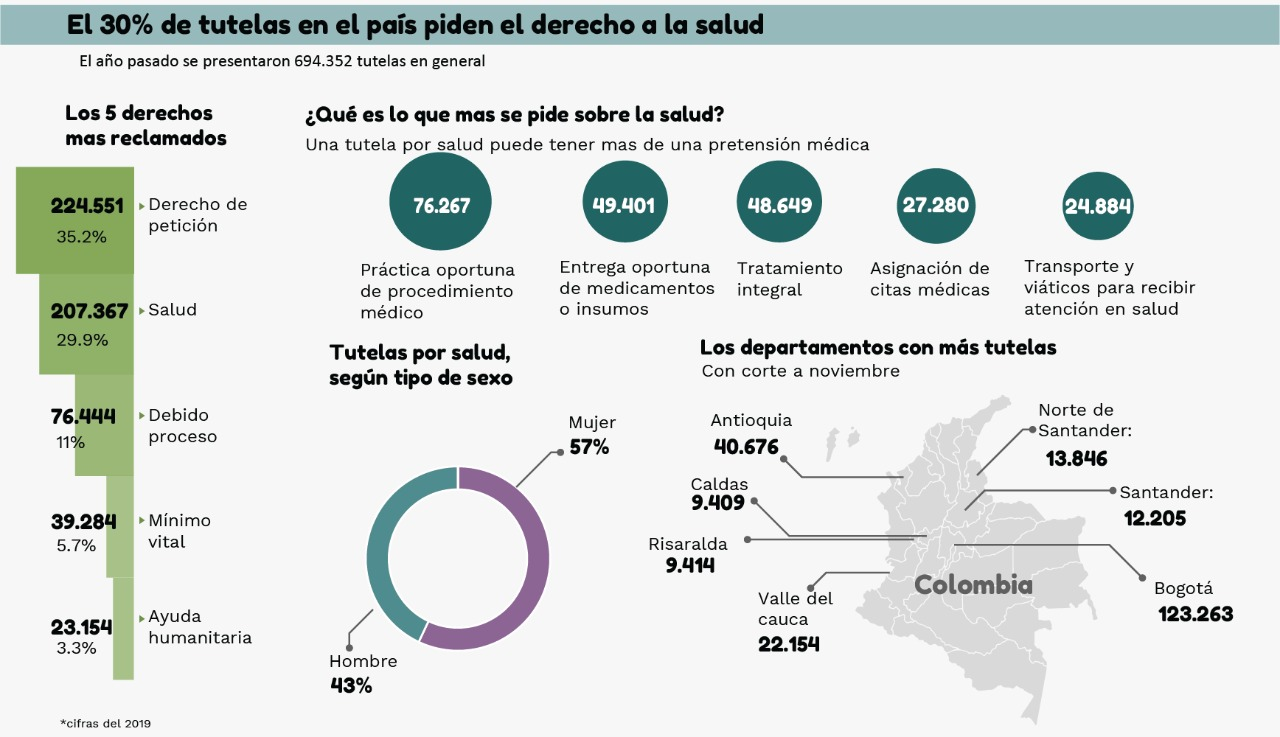 El 30% de tutelas en el país piden el derecho a la salud
El año pasado se presentaron 694.352 tutelas en general
Los 5 derechos
mas reclamados
224.551
35.2%
Derecho de
petición
207.367
29.9%
Salud
76.444
11%
Debido
proceso
39.284
5.7%
Mínimo
vital
23.154
3.3%
Ayuda
humanitaria
*cifras del 2019
¿Qué es lo que mas se pide sobre la salud?
Una tutela por salud puede tener mas de una pretensión médica
76.267
Práctica oportuna
de procedimiento
médico
49.401
Entrega oportuna
de medicamentos
o insumos
48.649
Tratamiento
integral
27.280
Asignación de
citas médicas
24.884
Transporte y
viáticos para recibir
atención en salud
Tutelas por salud,
según tipo de sexo
Mujer
57%
Hombre
43%
Los departamentos con más tutelas
Con corte a noviembre
Antioquia
40.676
Caldas
9.409
Risaralda
9.414
Valle del
cauca
22.154
Norte de
Santander:
13.846
Santander:
12.205
Bogotá
123.263
Colombia